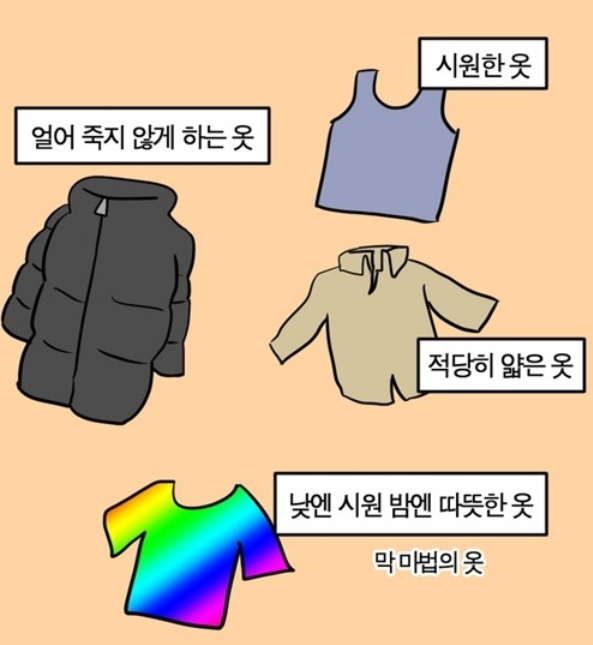 시원한 옷
얼어 죽지 않게 하는 옷
적당히 얇은 옷
낮엔 시원 밤엔 따뜻한 옷
막 마법의 옷